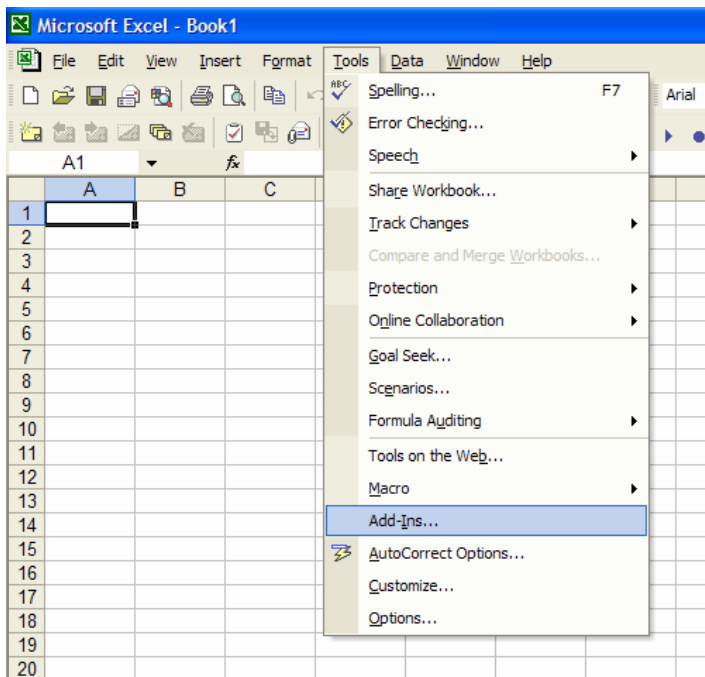 Microsoft Excel - Book1
File Edit View Insert Format Tools Data Window Help
Arial
A1 fx
A B C
ABC Spelling... F7
Error Checking...
Speech
Share Workbook...
Track Changes
Compare and Merge Workbooks...
Protection
Online Collaboration
Goal Seek...
Scenarios...
Formula Auditing
Tools on the Web...
Macro
Add-Ins...
AutoCorrect Options...
Customize...
Options...
1
2
3
4
5
6
7
8
9
10
11
12
13
14
15
16
17
18
19
20